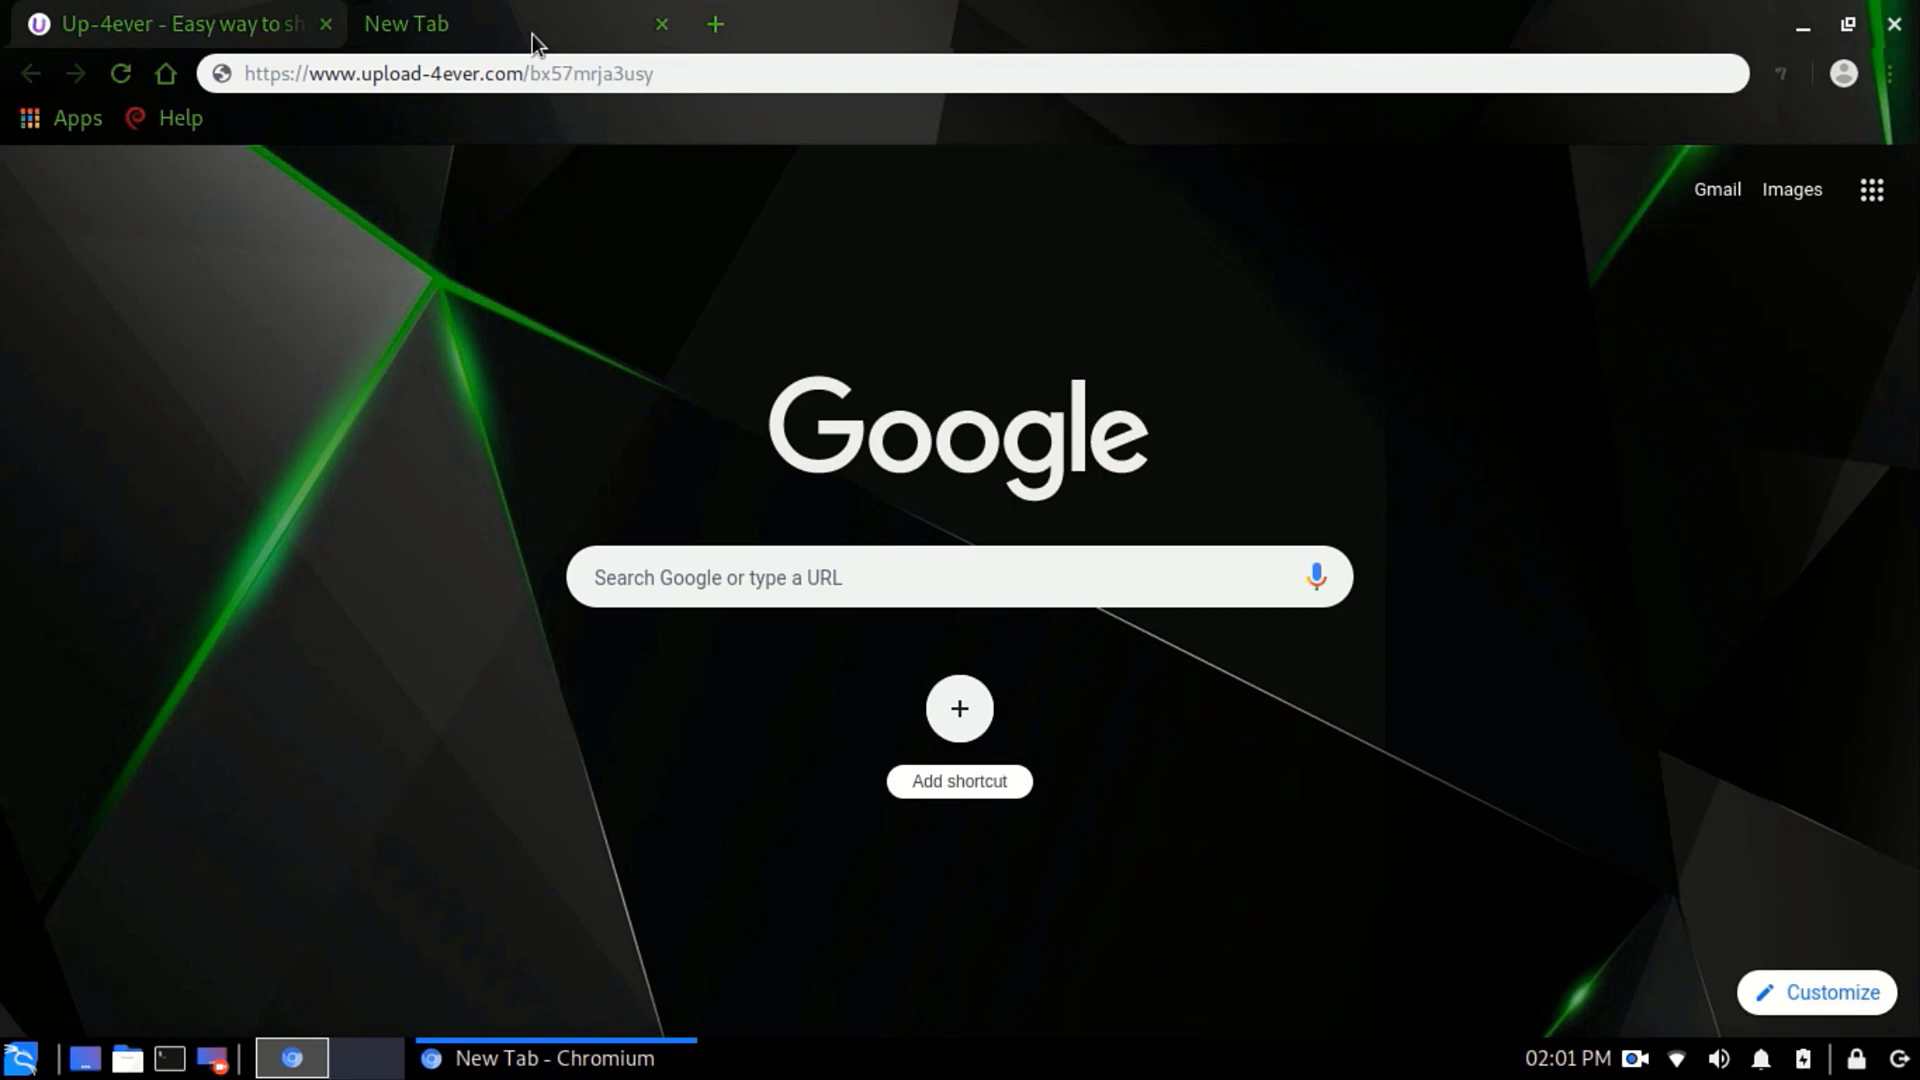 Up-4ever - Easy way to sh
New Tab
https://www.upload-4ever.com/bx57mrja3usy
Apps
Help
Gmail
Images
Google
Search Google or type a URL
Add shortcut
Customize
New Tab - Chromium
02:01 PM